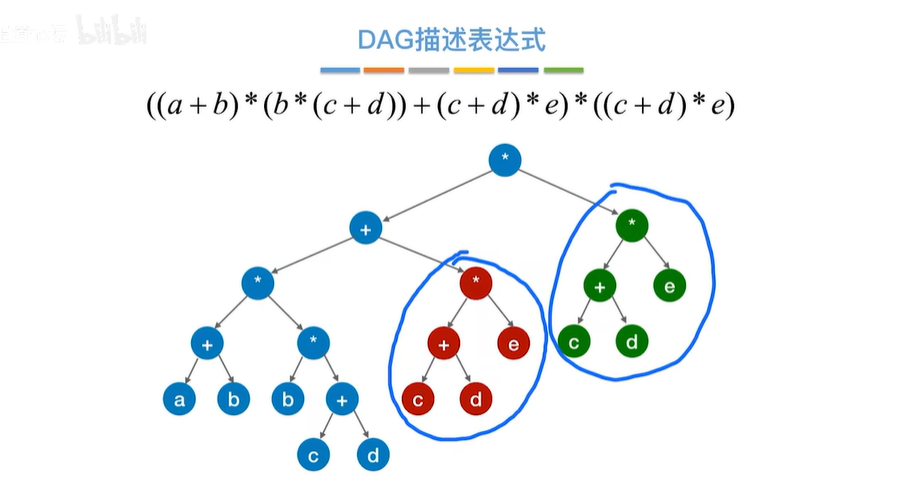 bilibili
DAG描述表达式
((a+b)*(b*(c+d))+(c+d)*e)*((c+d)*e)
*
+
*
*
*
+
e
+
*
+
e
c
d
a
b
b
+
c
d
c
d